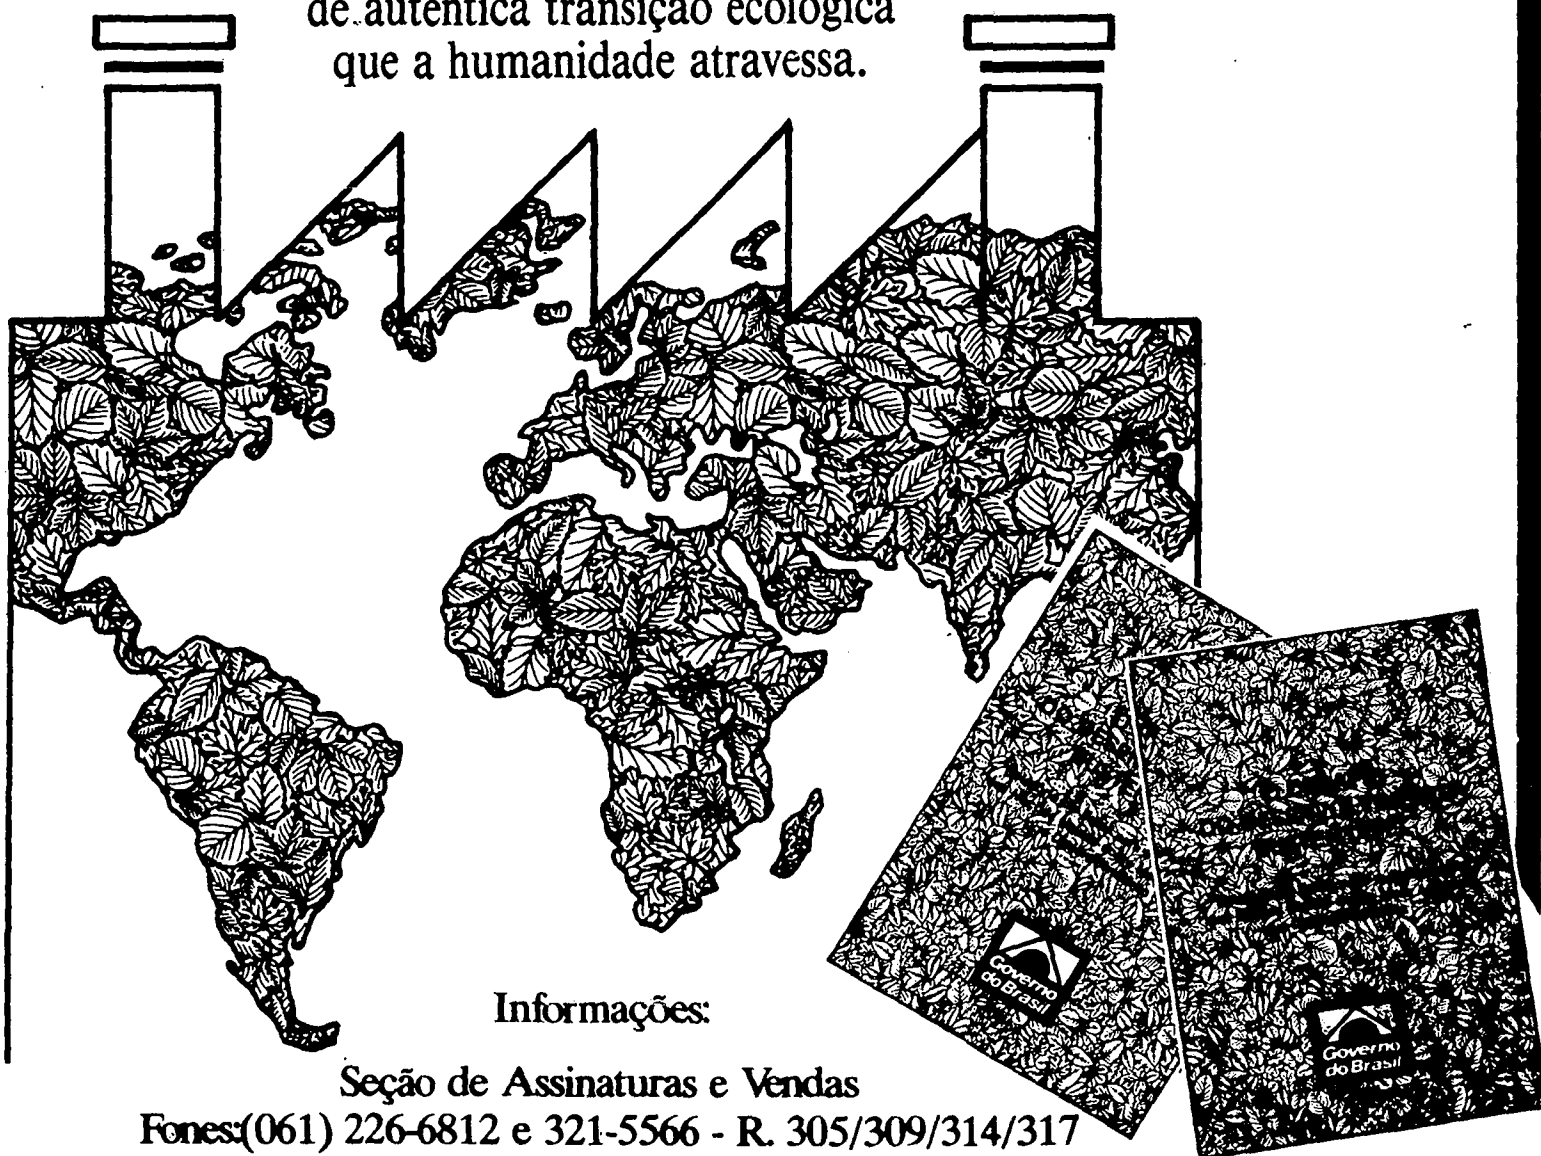 de autêntica transição ecológica
que a humanidade atravessa.
Governo
do Brasil
Governo
do Brasil
Informações:
Seção de Assinaturas e Vendas
Fones:(061) 226-6812 e 321-5566 - R. 305/309/314/317